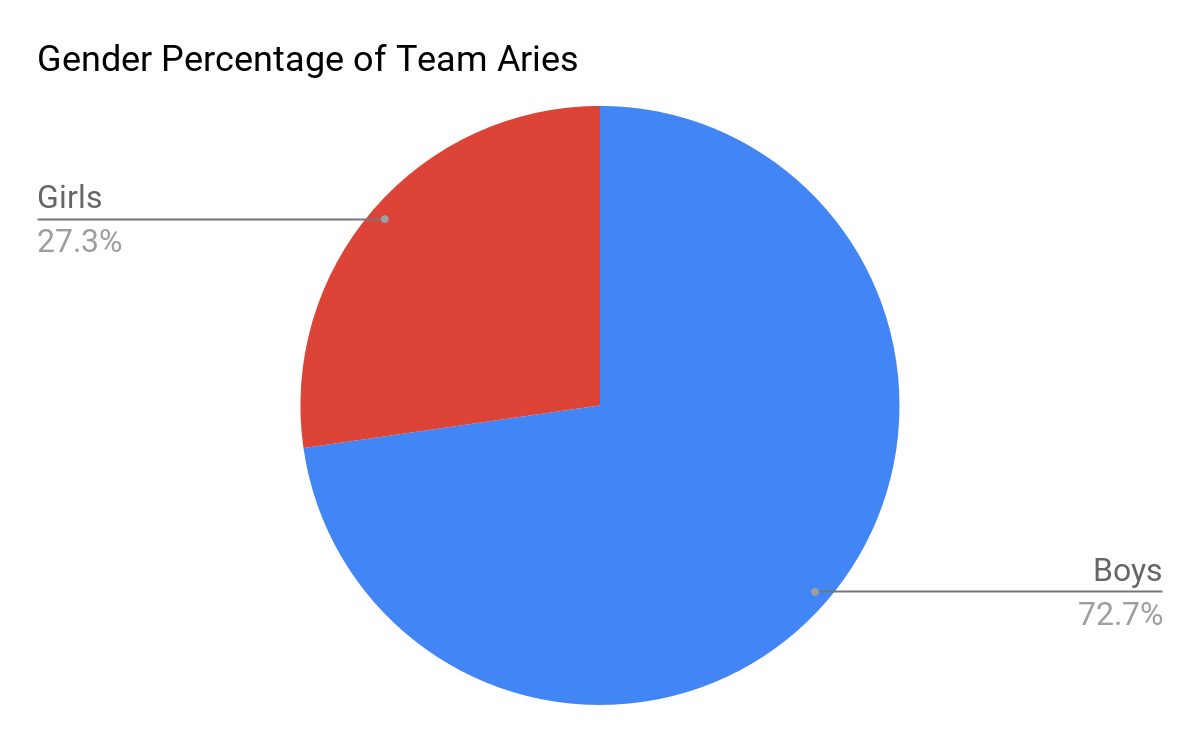 Gender Percentage of Team Aries
Girls
27.3%
Boys
72.7%